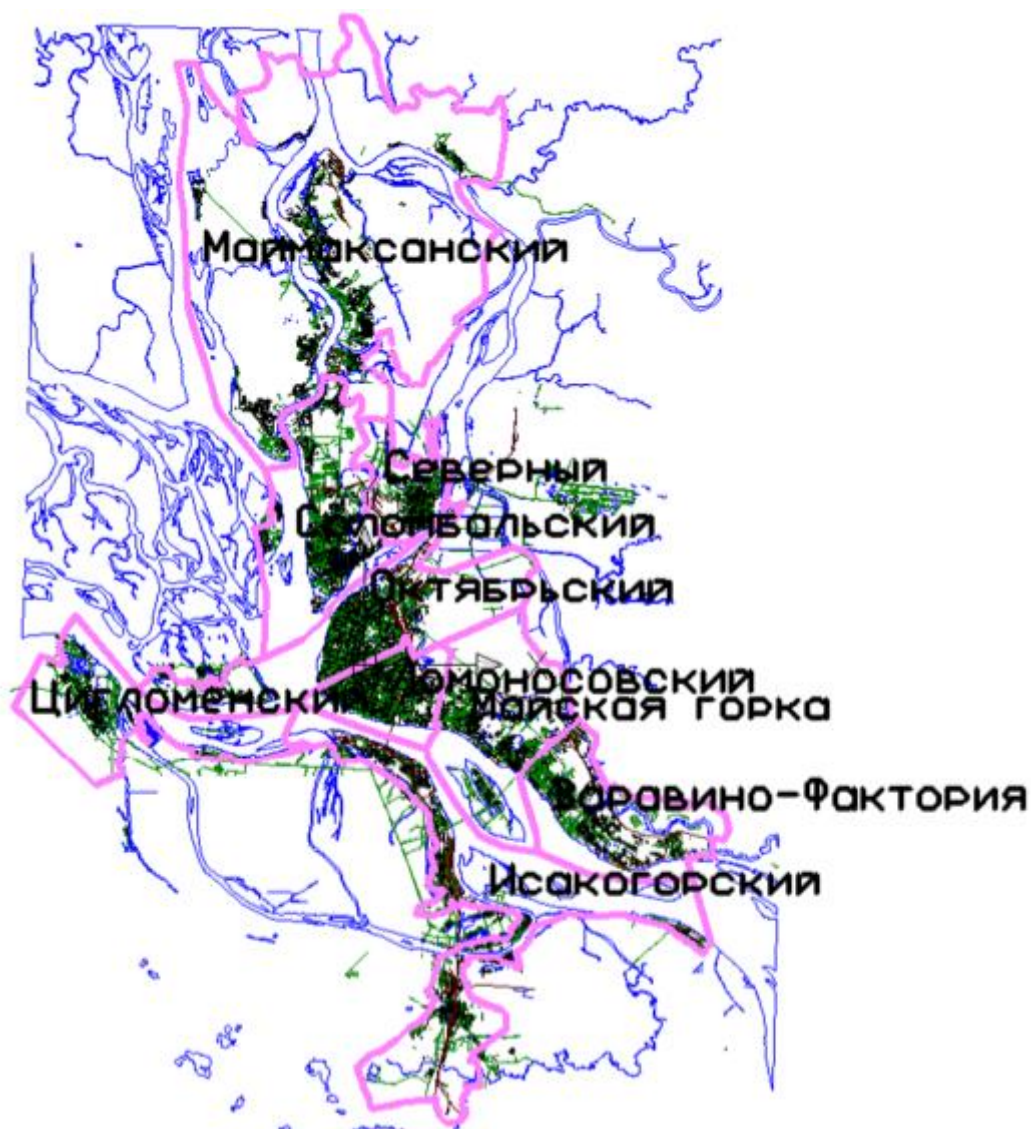 Маймаксанский
Северный
Соломбальский
Октябрьский
Ломоносовский
Цигломенский
Майская горка
Варавино-Фактория
Исакогорский